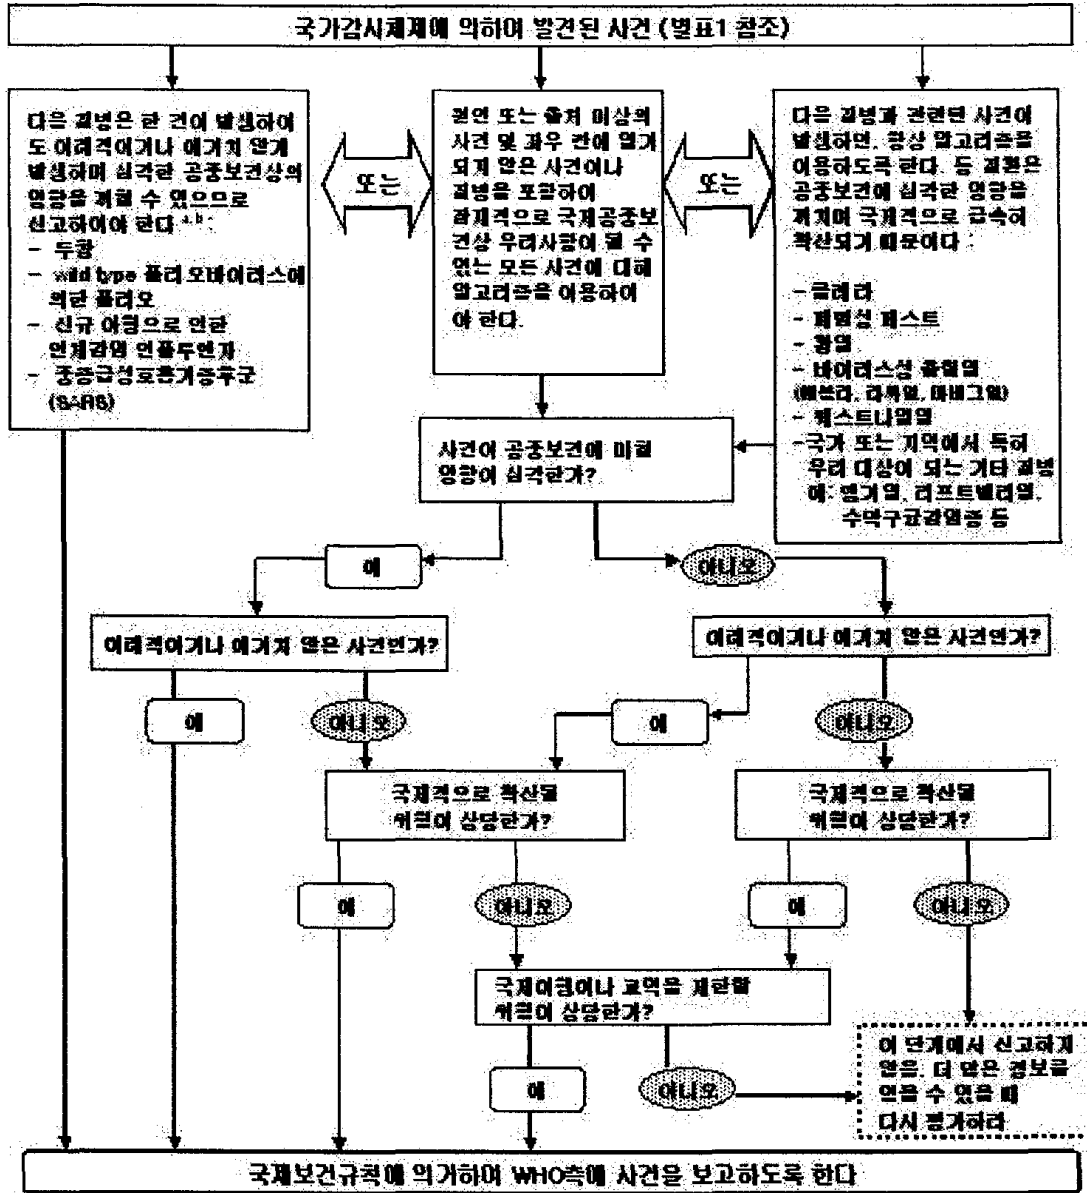 국가감시체계에 의하여 발견된 사건 (별표1 참조)
다음 질병은 한 건이 발생하여
도 이례적이거나 예기치 않게
발생하며 심각한 공중보건상의
영향을 끼칠 수 있으므로
신고하여야 한다 a,b :
- 두창
- wild type 폴리오바이러스에
의한 폴리오
- 신규 아형으로 인한
인체감염 인플루엔자
- 중증급성호흡기증후군
(SARS)
또는
원인 또는 출처 미상의
사건 및 좌우 칸에 열거
되지 않은 사건이나
질병을 포함하여
잠재적으로 국제공중보
건상 우려사항이 될 수
있는 모든 사건에 대해
알고리즘을 이용하여
야 한다.
또는
다음 질병과 관련된 사건이
발생하면, 항상 알고리즘을
이용하도록 한다. 동 질환은
공중보건에 심각한 영향을
끼치며 국제적으로 급속히
확산되기 때문이다 :
- 콜레라
- 폐렴성 페스트
- 황열
- 바이러스성 출혈열
(에볼라, 라싸열, 마버그열)
- 웨스트나일열
- 국가 또는 지역에서 특히
우려 대상이 되는 기타 질병
예: 뎅기열, 리프트밸리열,
수막구균감염증 등
사건이 공중보건에 미칠
영향이 심각한가?
예
아니오
이례적이거나 예기치 않은 사건인가?
이례적이거나 예기치 않은 사건인가?
예
아니오
예
아니오
국제적으로 확산될
위험이 상당한가?
국제적으로 확산될
위험이 상당한가?
예
아니오
예
아니오
국제여행이나 교역을 제한할
위험이 상당한가?
이 단계에서 신고하지
않음. 더 많은 정보를
얻을 수 있을 때
다시 평가하라
예
아니오
국제보건규칙에 의거하여 WHO측에 사건을 보고하도록 한다